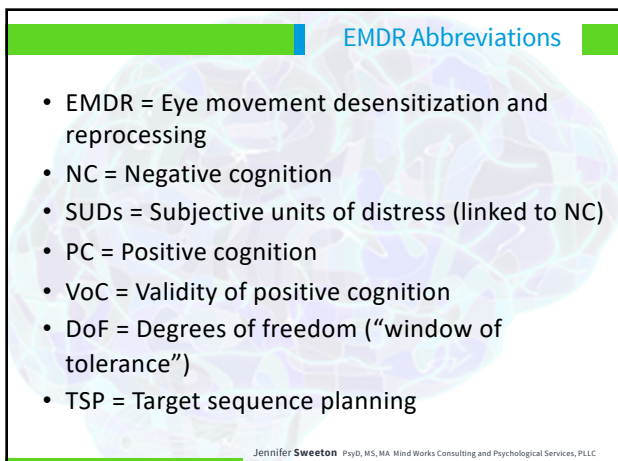 EMDR Abbreviations
• EMDR = Eye movement desensitization and
reprocessing
• NC = Negative cognition
• SUDs = Subjective units of distress (linked to NC)
• PC = Positive cognition
• VoC = Validity of positive cognition
• DoF = Degrees of freedom (“window of
tolerance”)
• TSP = Target sequence planning
Jennifer Sweeton PsyD, MS, MA Mind Works Consulting and Psychological Services, PLLC